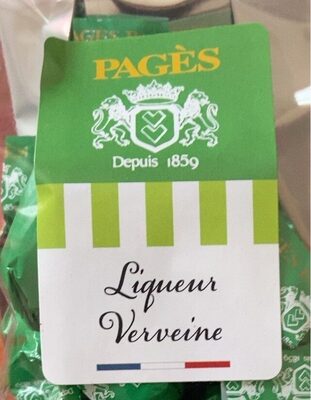 PAGÈS
Depuis 1859
Liqueur
Verveine